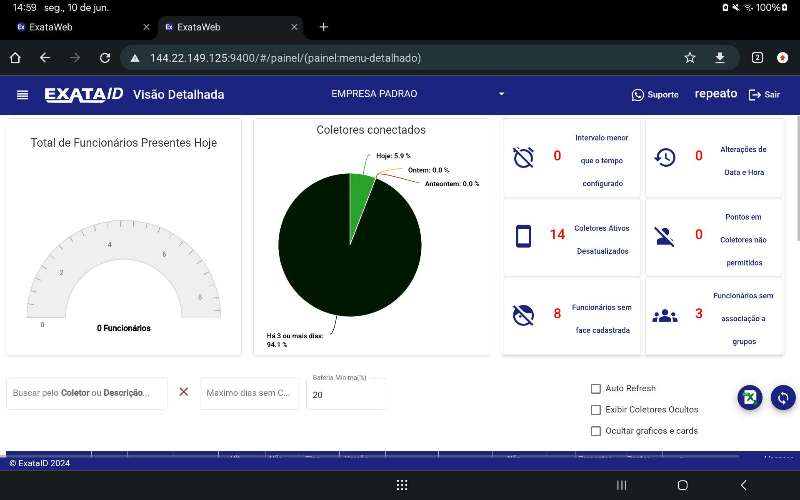 14:59 seg., 10 de jun. 100%
ExataWeb
ExataWeb
144.22.149.125:9400/#/painel/(painel:menu-detalhado)
2
EXATAID Visão Detalhada EMPRESA PADRAO Suporte repeato Sair
Total de Funcionários Presentes Hoje
0 2 4 6 8
0 Funcionários
Coletores conectados
Hoje: 5.9 %
Ontem: 0.0 %
Anteontem: 0.0 %
Há 3 ou mais dias:
94.1 %
0 Intervelo menor
que o tempo
configurado
0 Alterações de
Data e Hora
14 Coletores Ativos
Desatualizados
0 Pontos em
Coletores não
permitidos
8 Funcionários sem
face cadastrada
3 Funcionários sem
associação a
grupos
Buscar pelo Coletor ou Descrição...
Maximo dias sem C...
Bateria Mínima(%)
20
Auto Refresh
Exibir Coletores Ocultos
Ocultar graficos e cards
© ExataID 2024